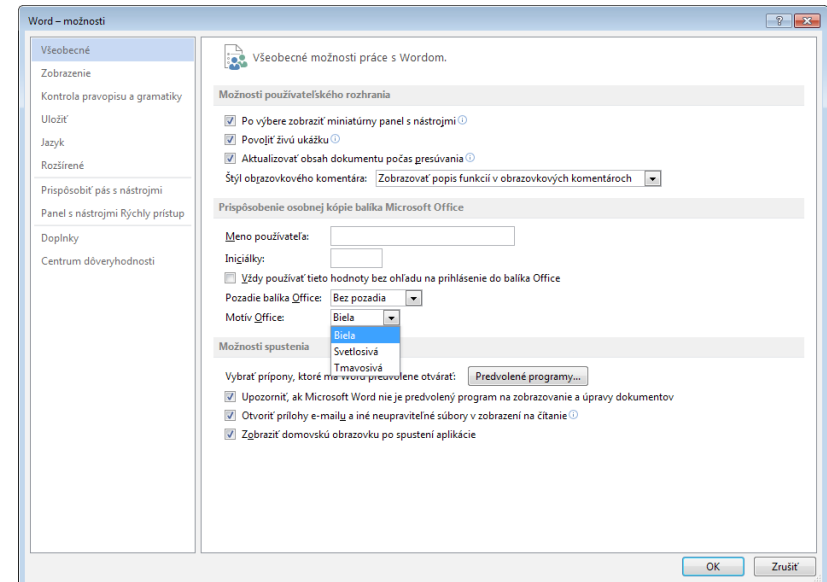 Word – možnosti
Všeobecné
Zobrazenie
Kontrola pravopisu a gramatiky
Uložiť
Jazyk
Rozšírené
Prispôsobiť pás s nástrojmi
Panel s nástrojmi Rýchly prístup
Doplnky
Centrum dôveryhodnosti
Všeobecné možnosti práce s Wordom.
Možnosti používateľského rozhrania
Po výbere zobraziť miniatúrny panel s nástrojmi
Povoliť živú ukážku
Aktualizovať obsah dokumentu počas presúvania
Štýl obrazovkového komentára: Zobrazovať popis funkcií v obrazovkových komentároch
Prispôsobenie osobnej kópie balíka Microsoft Office
Meno používateľa:
Iniciálky:
Vždy používať tieto hodnoty bez ohľadu na prihlásenie do balíka Office
Pozadie balíka Office: Bez pozadia
Motív Office: Biela
Biela
Svetlosivá
Tmavosivá
Možnosti spustenia
Vybrať prípony, ktoré má Word predvolene otvárať: Predvolené programy...
Upozorniť, ak Microsoft Word nie je predvolený program na zobrazovanie a úpravy dokumentov
Otvoriť prílohy e-mailu a iné neupraviteľné súbory v zobrazení na čítanie
Zobraziť domovskú obrazovku po spustení aplikácie
OK Zrušiť